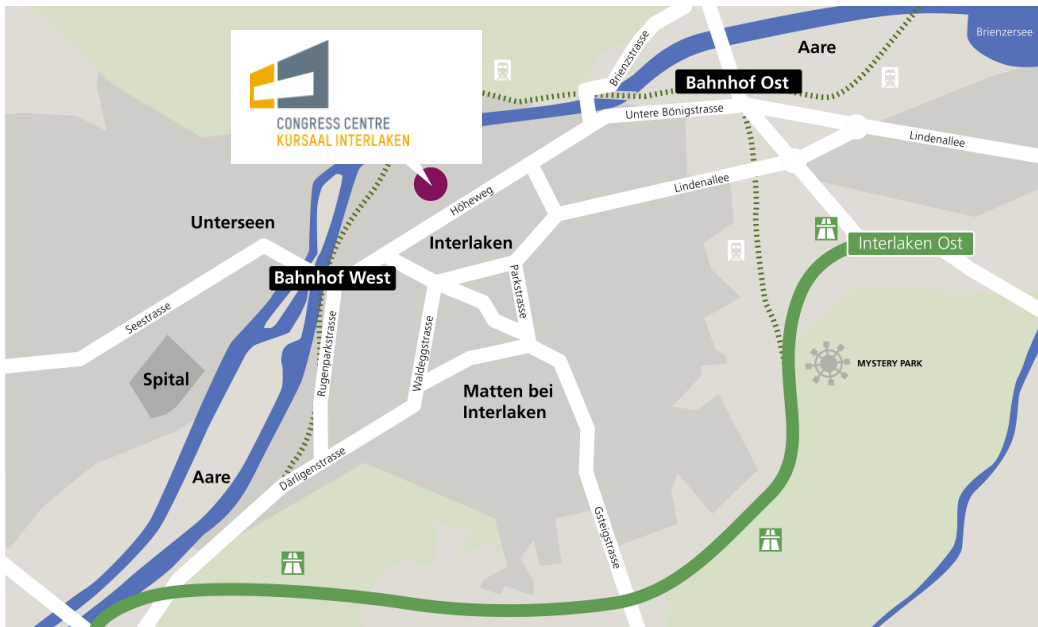 Brienzersee
Aare
Brienzstrasse
Bahnhof Ost
CONGRESS CENTRE
KURSAAL INTERLAKEN
Untere Bönigstrasse
Lindenallee
Lindenallee
Höheweg
Unterseen
Interlaken
Interlaken Ost
Bahnhof West
Parkstrasse
Seestrasse
Rugenparkstrasse
Waldeggstrasse
MYSTERY PARK
Spital
Matten bei
Interlaken
Därligenstrasse
Aare
Gsteigstrasse